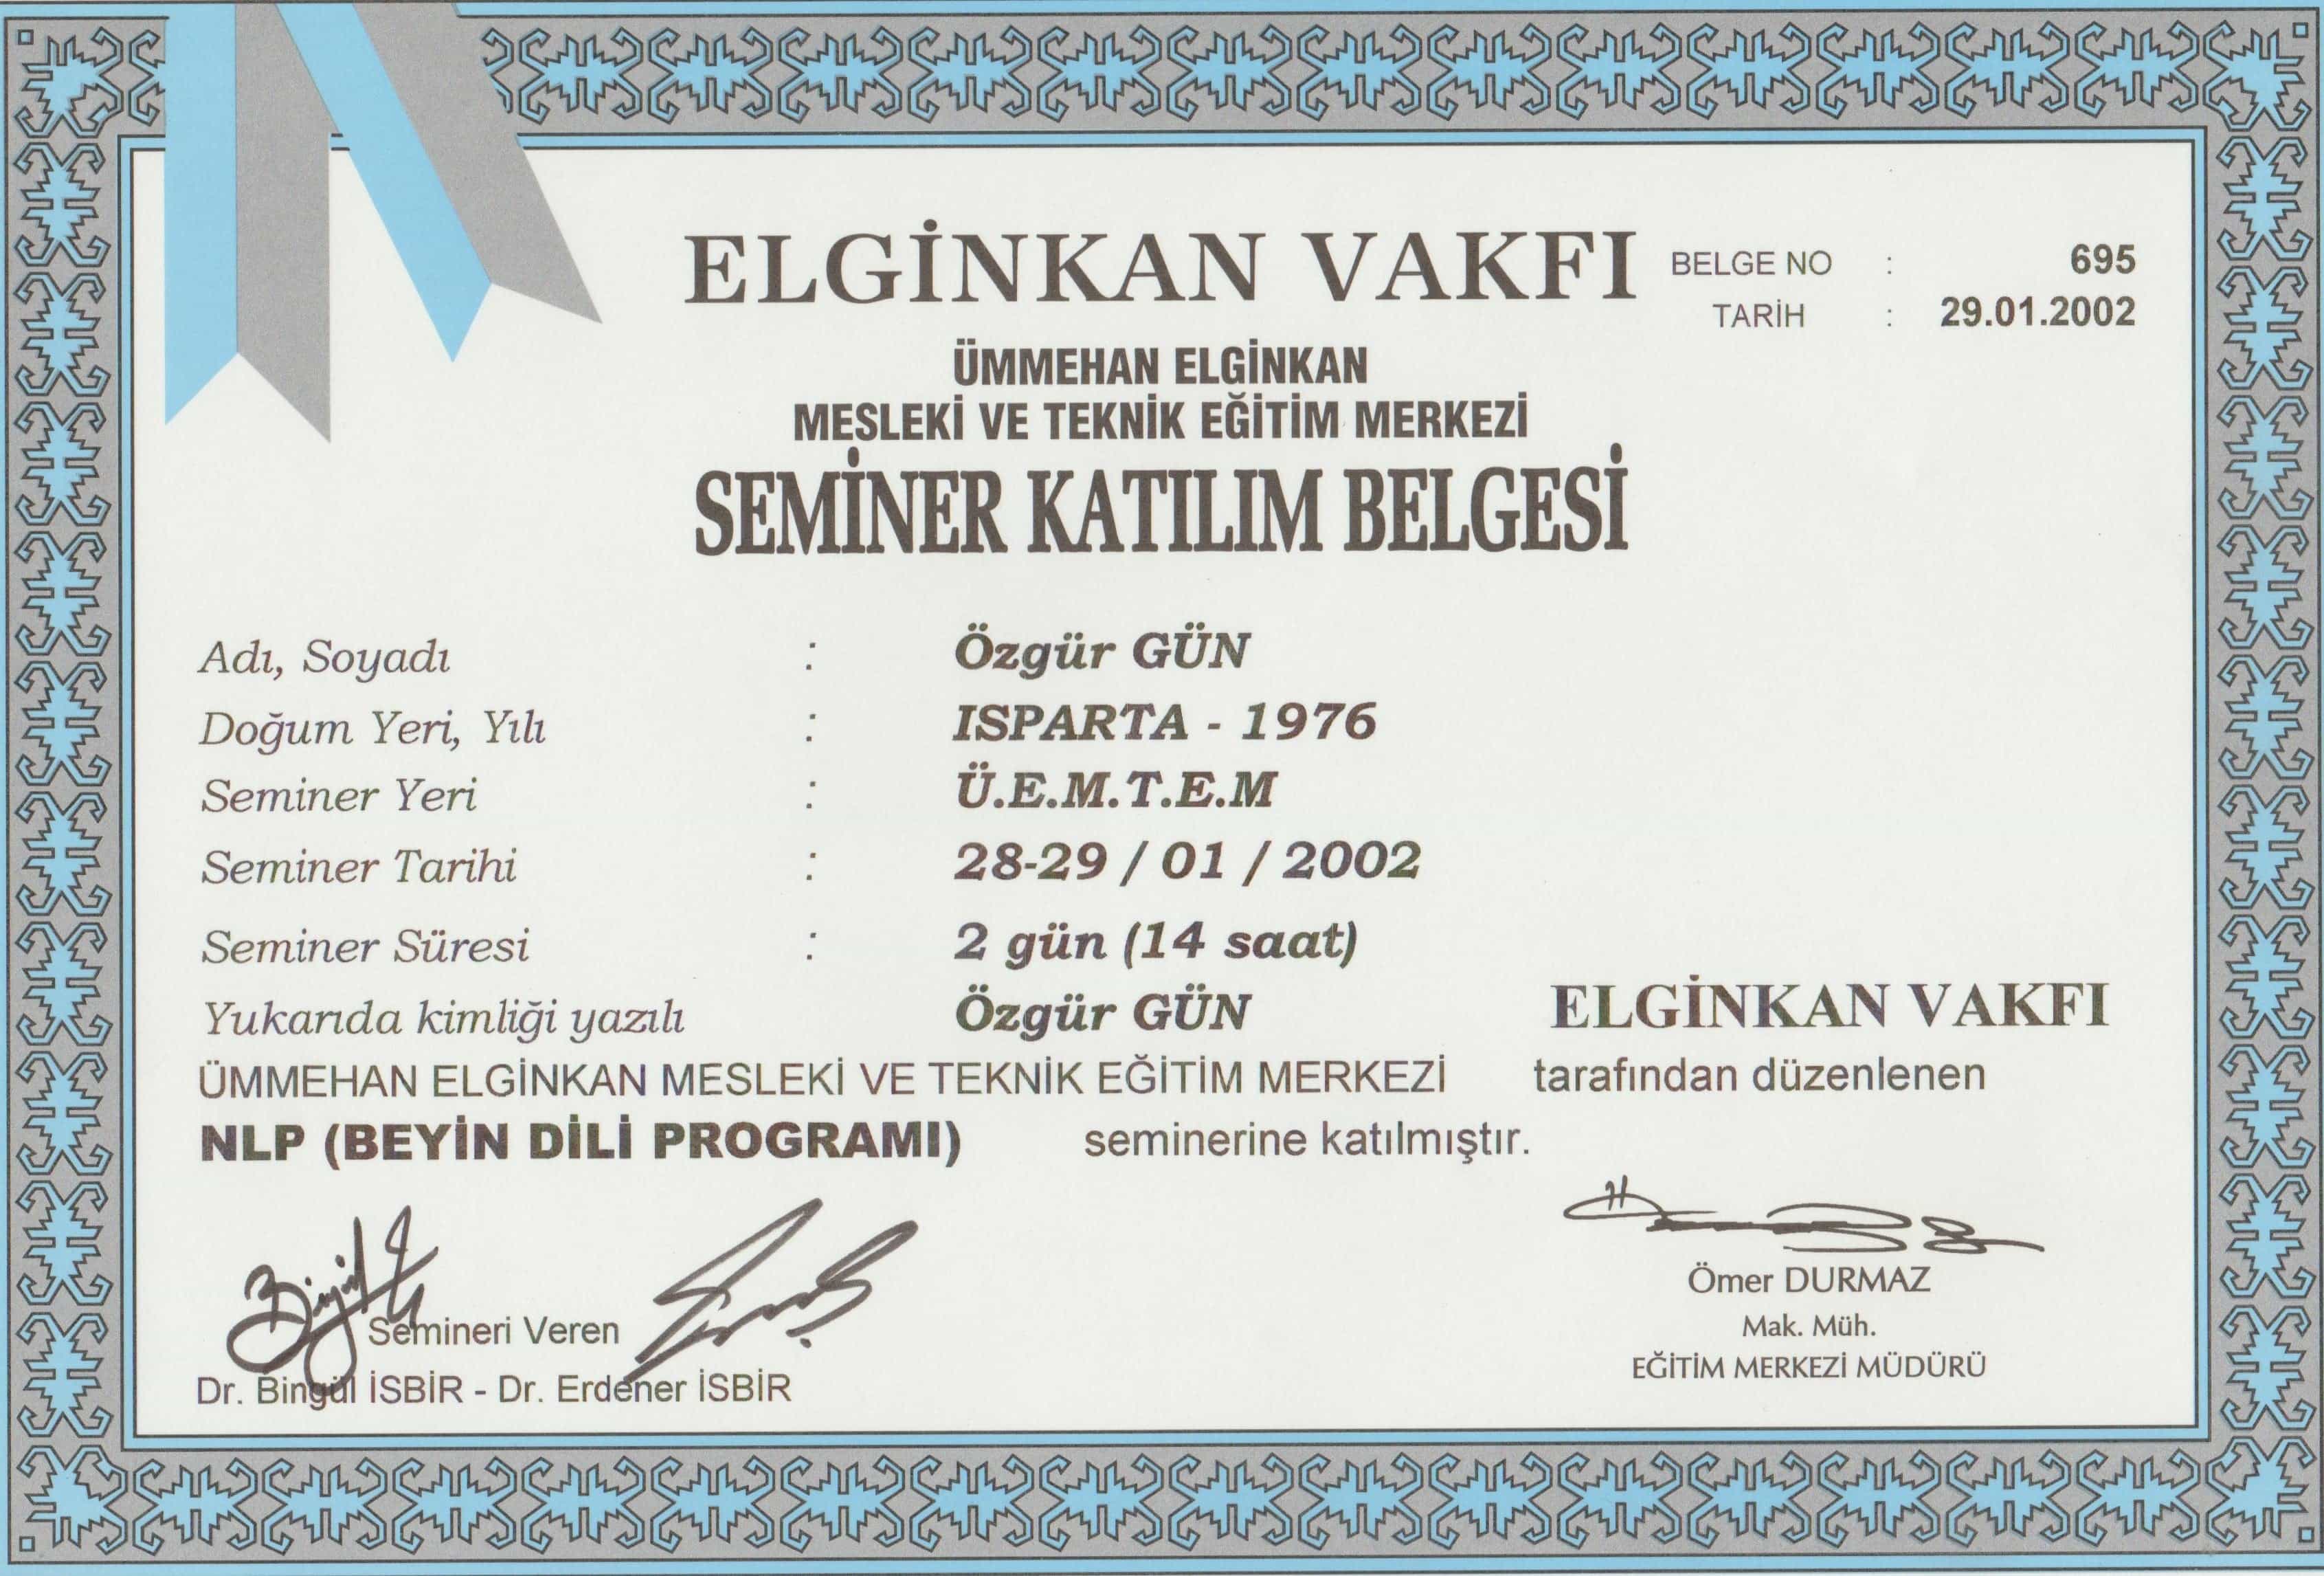 ELGİNKAN VAKFI
BELGE NO : 695
TARİH : 29.01.2002
ÜMMEHAN ELGİNKAN
MESLEKİ VE TEKNİK EĞİTİM MERKEZİ
SEMİNER KATILIM BELGESİ
Adı, Soyadı : Özgür GÜN
Doğum Yeri, Yılı : ISPARTA - 1976
Seminer Yeri : Ü.E.M.T.E.M
Seminer Tarihi : 28-29 / 01 / 2002
Seminer Süresi : 2 gün (14 saat)
Yukarıda kimliği yazılı Özgür GÜN ELGİNKAN VAKFI
ÜMMEHAN ELGİNKAN MESLEKİ VE TEKNİK EĞİTİM MERKEZİ tarafından düzenlenen
NLP (BEYİN DİLİ PROGRAMI) seminerine katılmıştır.
Semineri Veren
Dr. Bingül İSBİR - Dr. Erdener İSBİR
Ömer DURMAZ
Mak. Müh.
EĞİTİM MERKEZİ MÜDÜRÜ